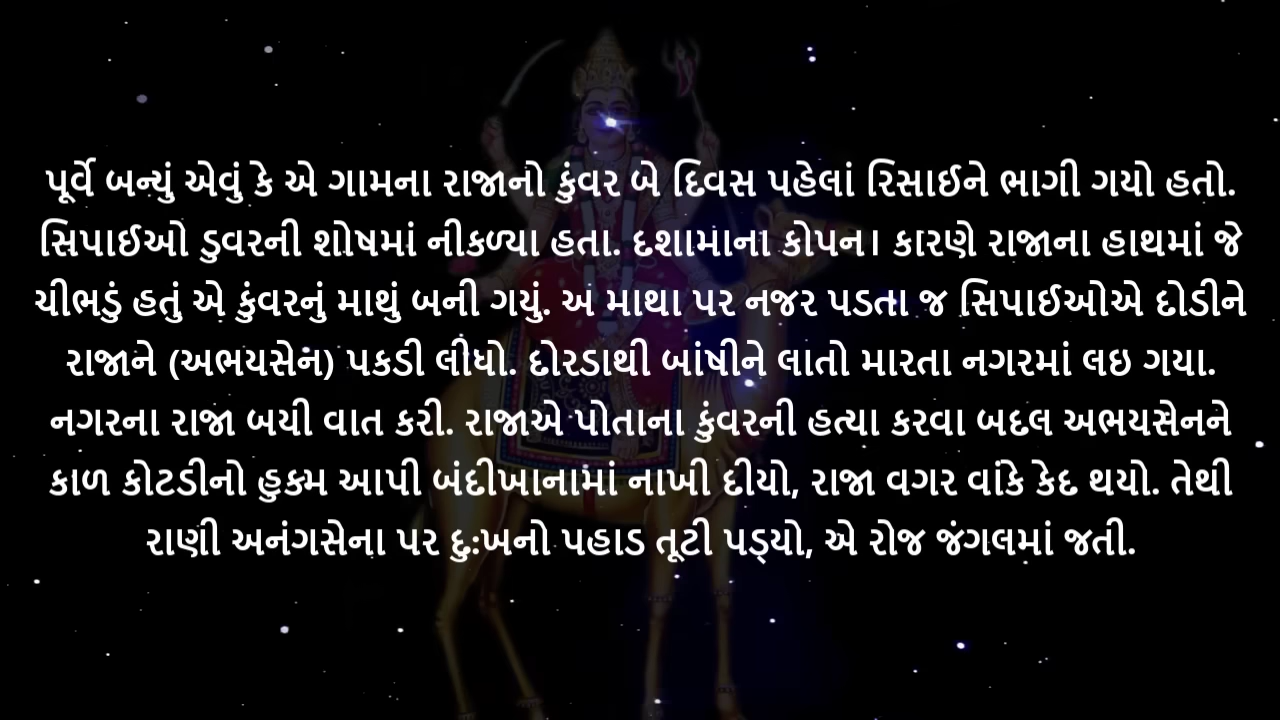 પૂર્વે બન્યું એવું કે એ ગામના રાજાનો કુંવર બે દિવસ પહેલાં રિસાઈને ભાગી ગયો હતો.
સિપાઈઓ ડુવરની શોષમાં નીકળ્યા હતા. દશામાના કોપન। કારણે રાજાના હાથમાં જે
ચીભડું હતું એ કુંવરનું માથું બની ગયું. અ માથા પર નજર પડતા જ સિપાઈઓએ દોડીને
રાજાને (અભયસેન) પકડી લીધો. દોરડાથી બાંષીને લાતો મારતા નગરમાં લઇ ગયા.
નગરના રાજા બયી વાત કરી. રાજાએ પોતાના કુંવરની હત્યા કરવા બદલ અભયસેનને
કાળ કોટડીનો હુકમ આપી બંદીખાનામાં નાખી દીયો, રાજા વગર વાંકે કેદ થયો. તેથી
રાણી અનંગસેના પર દુઃખનો પહાડ તૂટી પડ્યો, એ રોજ જંગલમાં જતી.